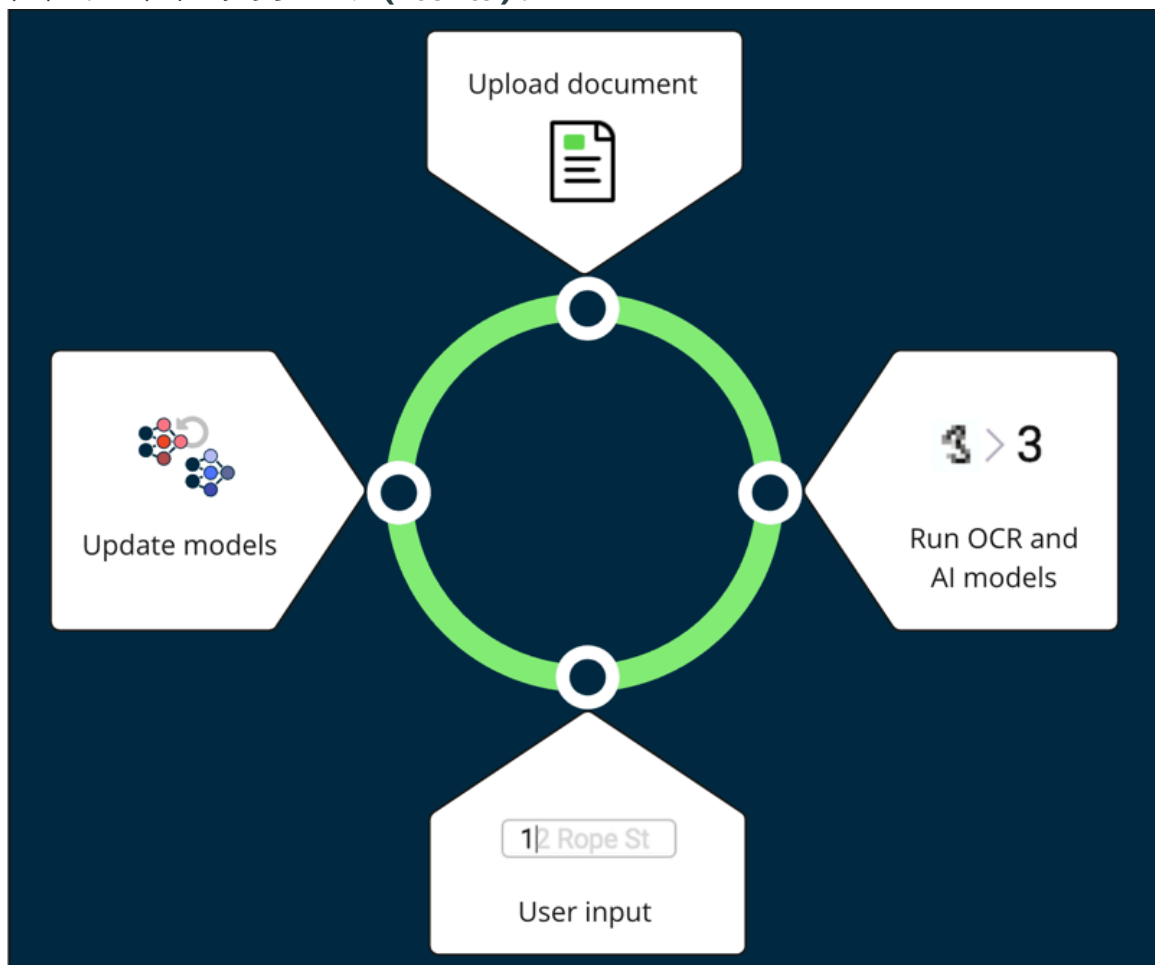 Upload document
3 > 3
Run OCR and
AI models
Update models
12 Rope St
User input